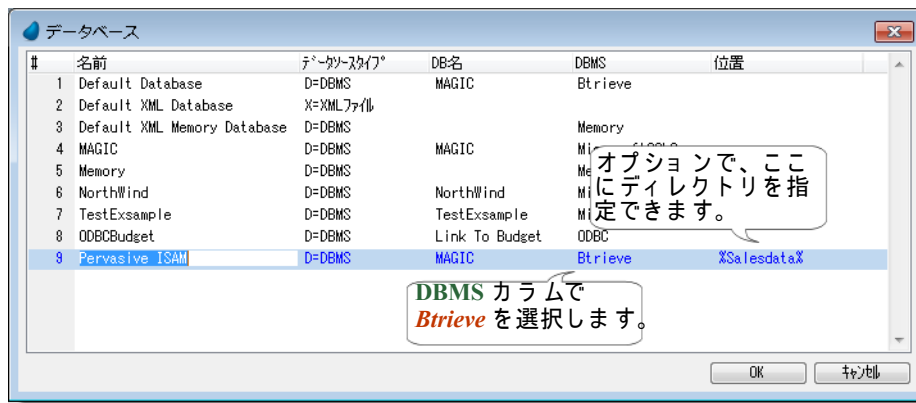 データベース
# 名前 ﾃﾞｰﾀｿｰｽﾀｲﾌﾟ DB名 DBMS 位置
1 Default Database D=DBMS MAGIC Btrieve
2 Default XML Database X=XMLﾌｧｲﾙ
3 Default XML Memory Database D=DBMS Memory
4 MAGIC D=DBMS MAGIC
5 Memory D=DBMS
6 NorthWind D=DBMS NorthWind
7 TestExsample D=DBMS TestExsample
8 ODBCBudget D=DBMS Link To Budget ODBC
9 Pervasive ISAM D=DBMS MAGIC Btrieve %Salesdata%
オプションで、ここ
にディレクトリを指
定できます。
DBMS カラムで
Btrieve を選択します。
OK ｷｬﾝｾﾙ